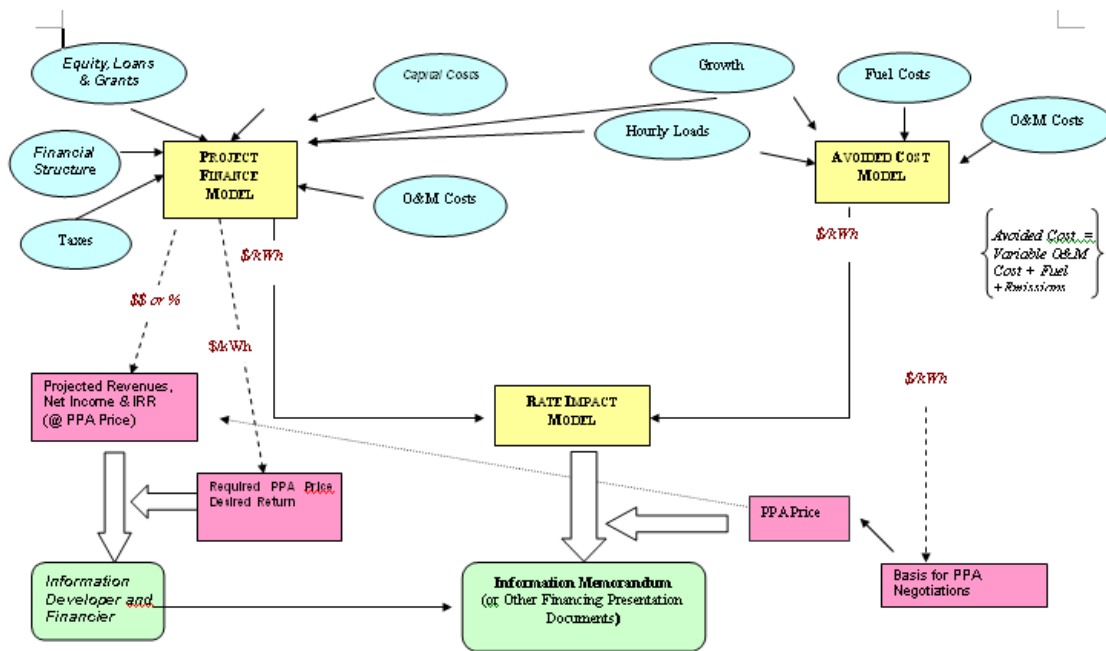 Equity, Loans
& Grants
Capital Costs
Growth
Fuel Costs
Financial
Structure
PROJECT
FINANCE
MODEL
Hourly Loads
AVOIDED COST
MODEL
O&M Costs
O&M Costs
Taxes
$/kWh
$/kWh
Avoided Cost =
Variable O&M
Cost + Fuel
+Emissions
$$ or %
$/kWh
$/kWh
Projected Revenues,
Net Income & IRR
(@ PPA Price)
RATE IMPACT
MODEL
Required PPA Price
Desired Return
PPA Price
Information
Developer and
Financier
Information Memorandum
(or Other Financing Presentation
Documents)
Basis for PPA
Negotiations